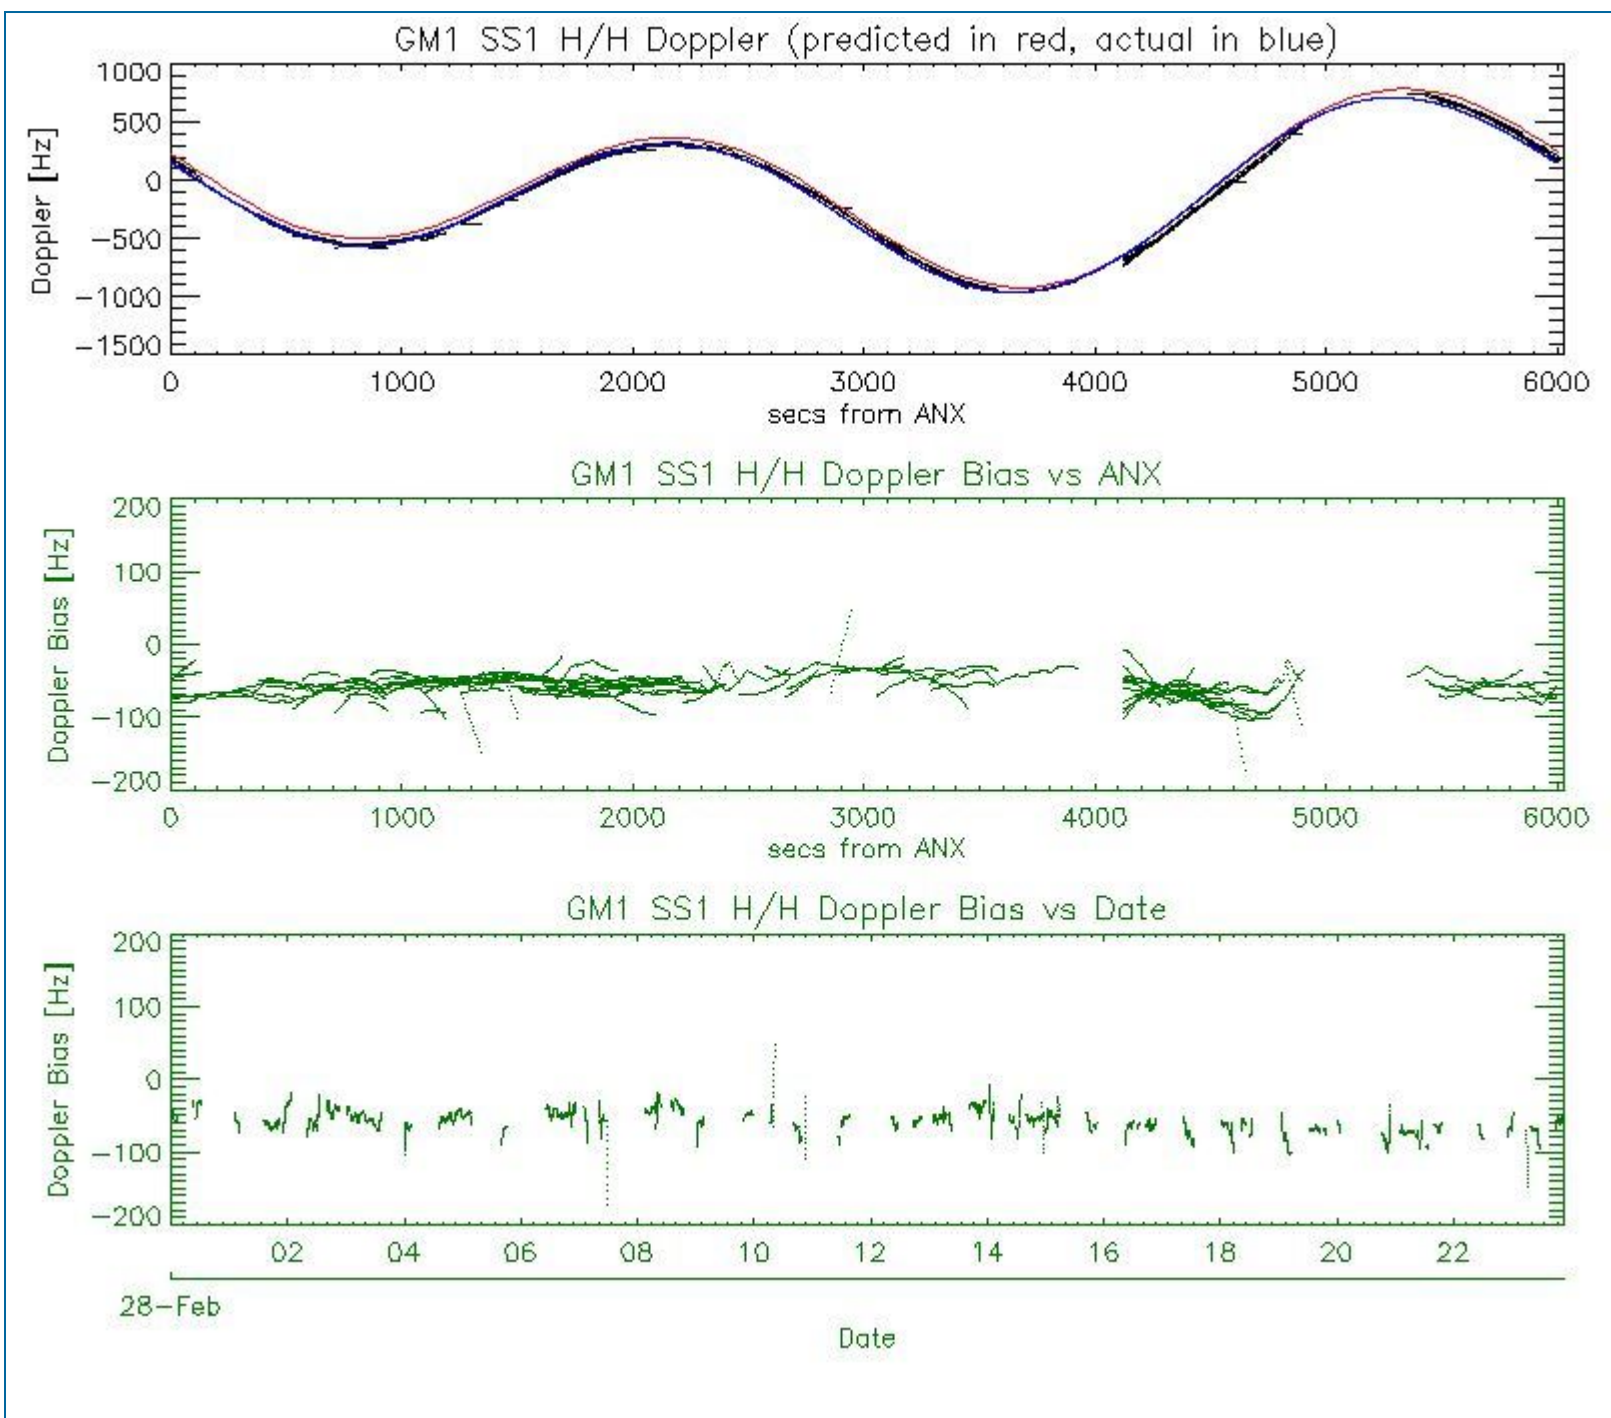 GM1 SS1 H/H Doppler (predicted in red, actual in blue)
Doppler [Hz]
1000
500
0
−500
−1000
−1500
0 1000 2000 3000 4000 5000 6000
secs from ANX
GM1 SS1 H/H Doppler Bias vs ANX
Doppler Bias [Hz]
200
100
0
−100
−200
0 1000 2000 3000 4000 5000 6000
secs from ANX
GM1 SS1 H/H Doppler Bias vs Date
Doppler Bias [Hz]
200
100
0
−100
−200
02 04 06 08 10 12 14 16 18 20 22
28−Feb
Date